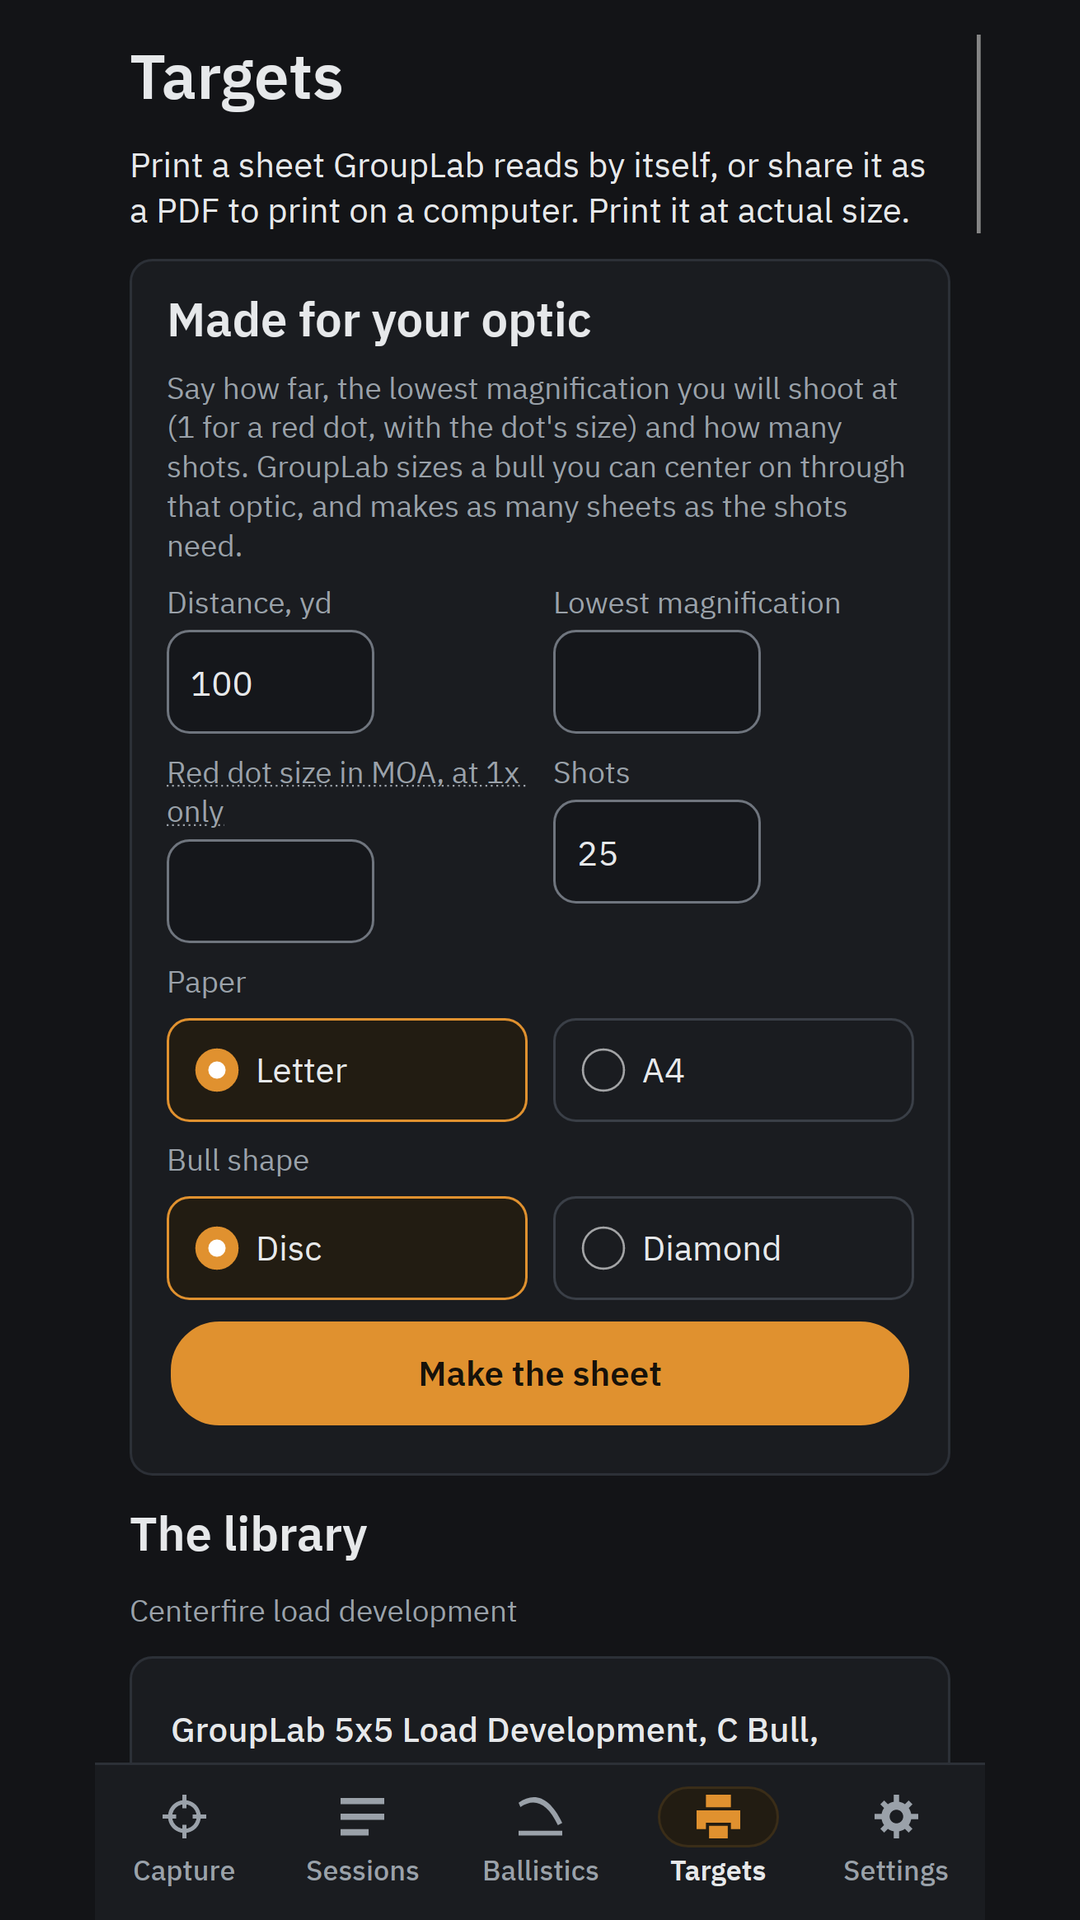 Targets
Print a sheet GroupLab reads by itself, or share it as
a PDF to print on a computer. Print it at actual size.
Made for your optic
Say how far, the lowest magnification you will shoot at
(1 for a red dot, with the dot's size) and how many
shots. GroupLab sizes a bull you can center on through
that optic, and makes as many sheets as the shots
need.
Distance, yd
Lowest magnification
100
Red dot size in MOA, at 1x
only
Shots
25
Paper
Letter
A4
Bull shape
Disc
Diamond
Make the sheet
The library
Centerfire load development
GroupLab 5x5 Load Development, C Bull,
Capture
Sessions
Ballistics
Targets
Settings